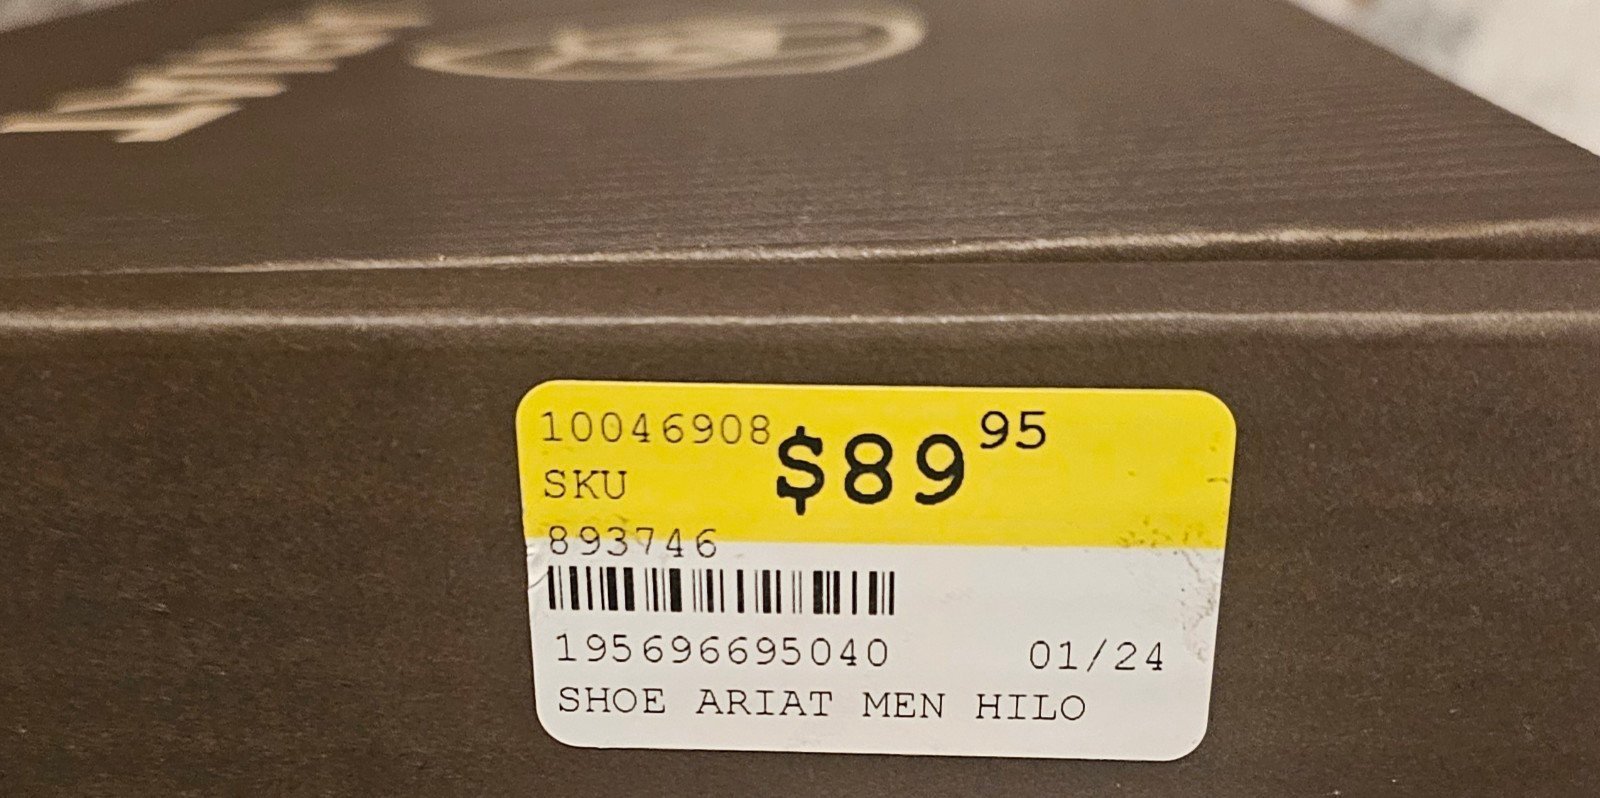 10046908 $89 95
SKU
893746
195696695040 01/24
SHOE ARIAT MEN HILO